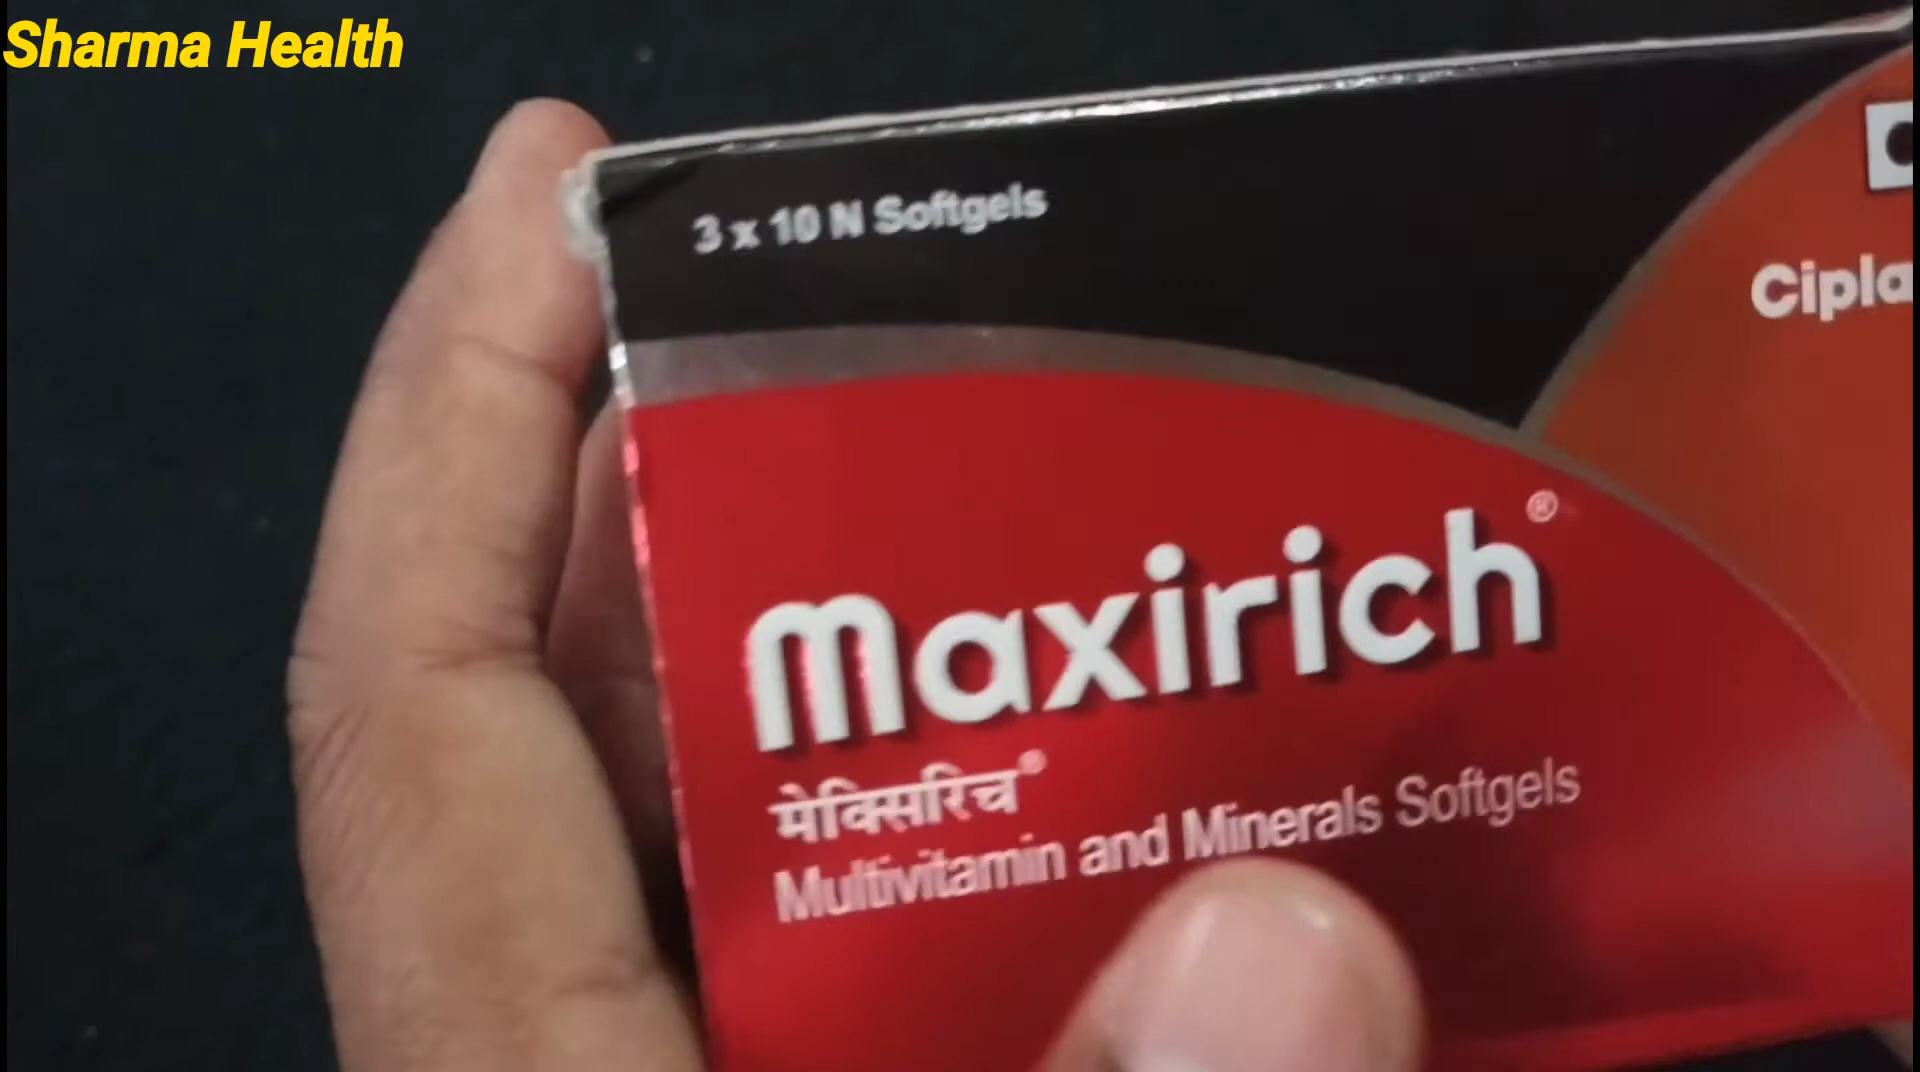 Sharma Health
3 x 10 N Softgels
Cipla
Maxirich®
मेक्सिरिच®
Multivitamin and Minerals Softgels